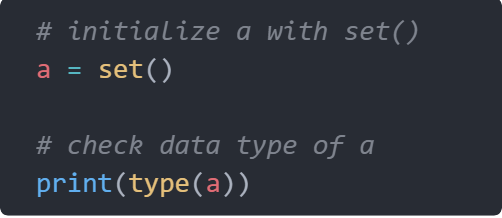 # initialize a with set()
a = set()
# check data type of a
print(type(a))